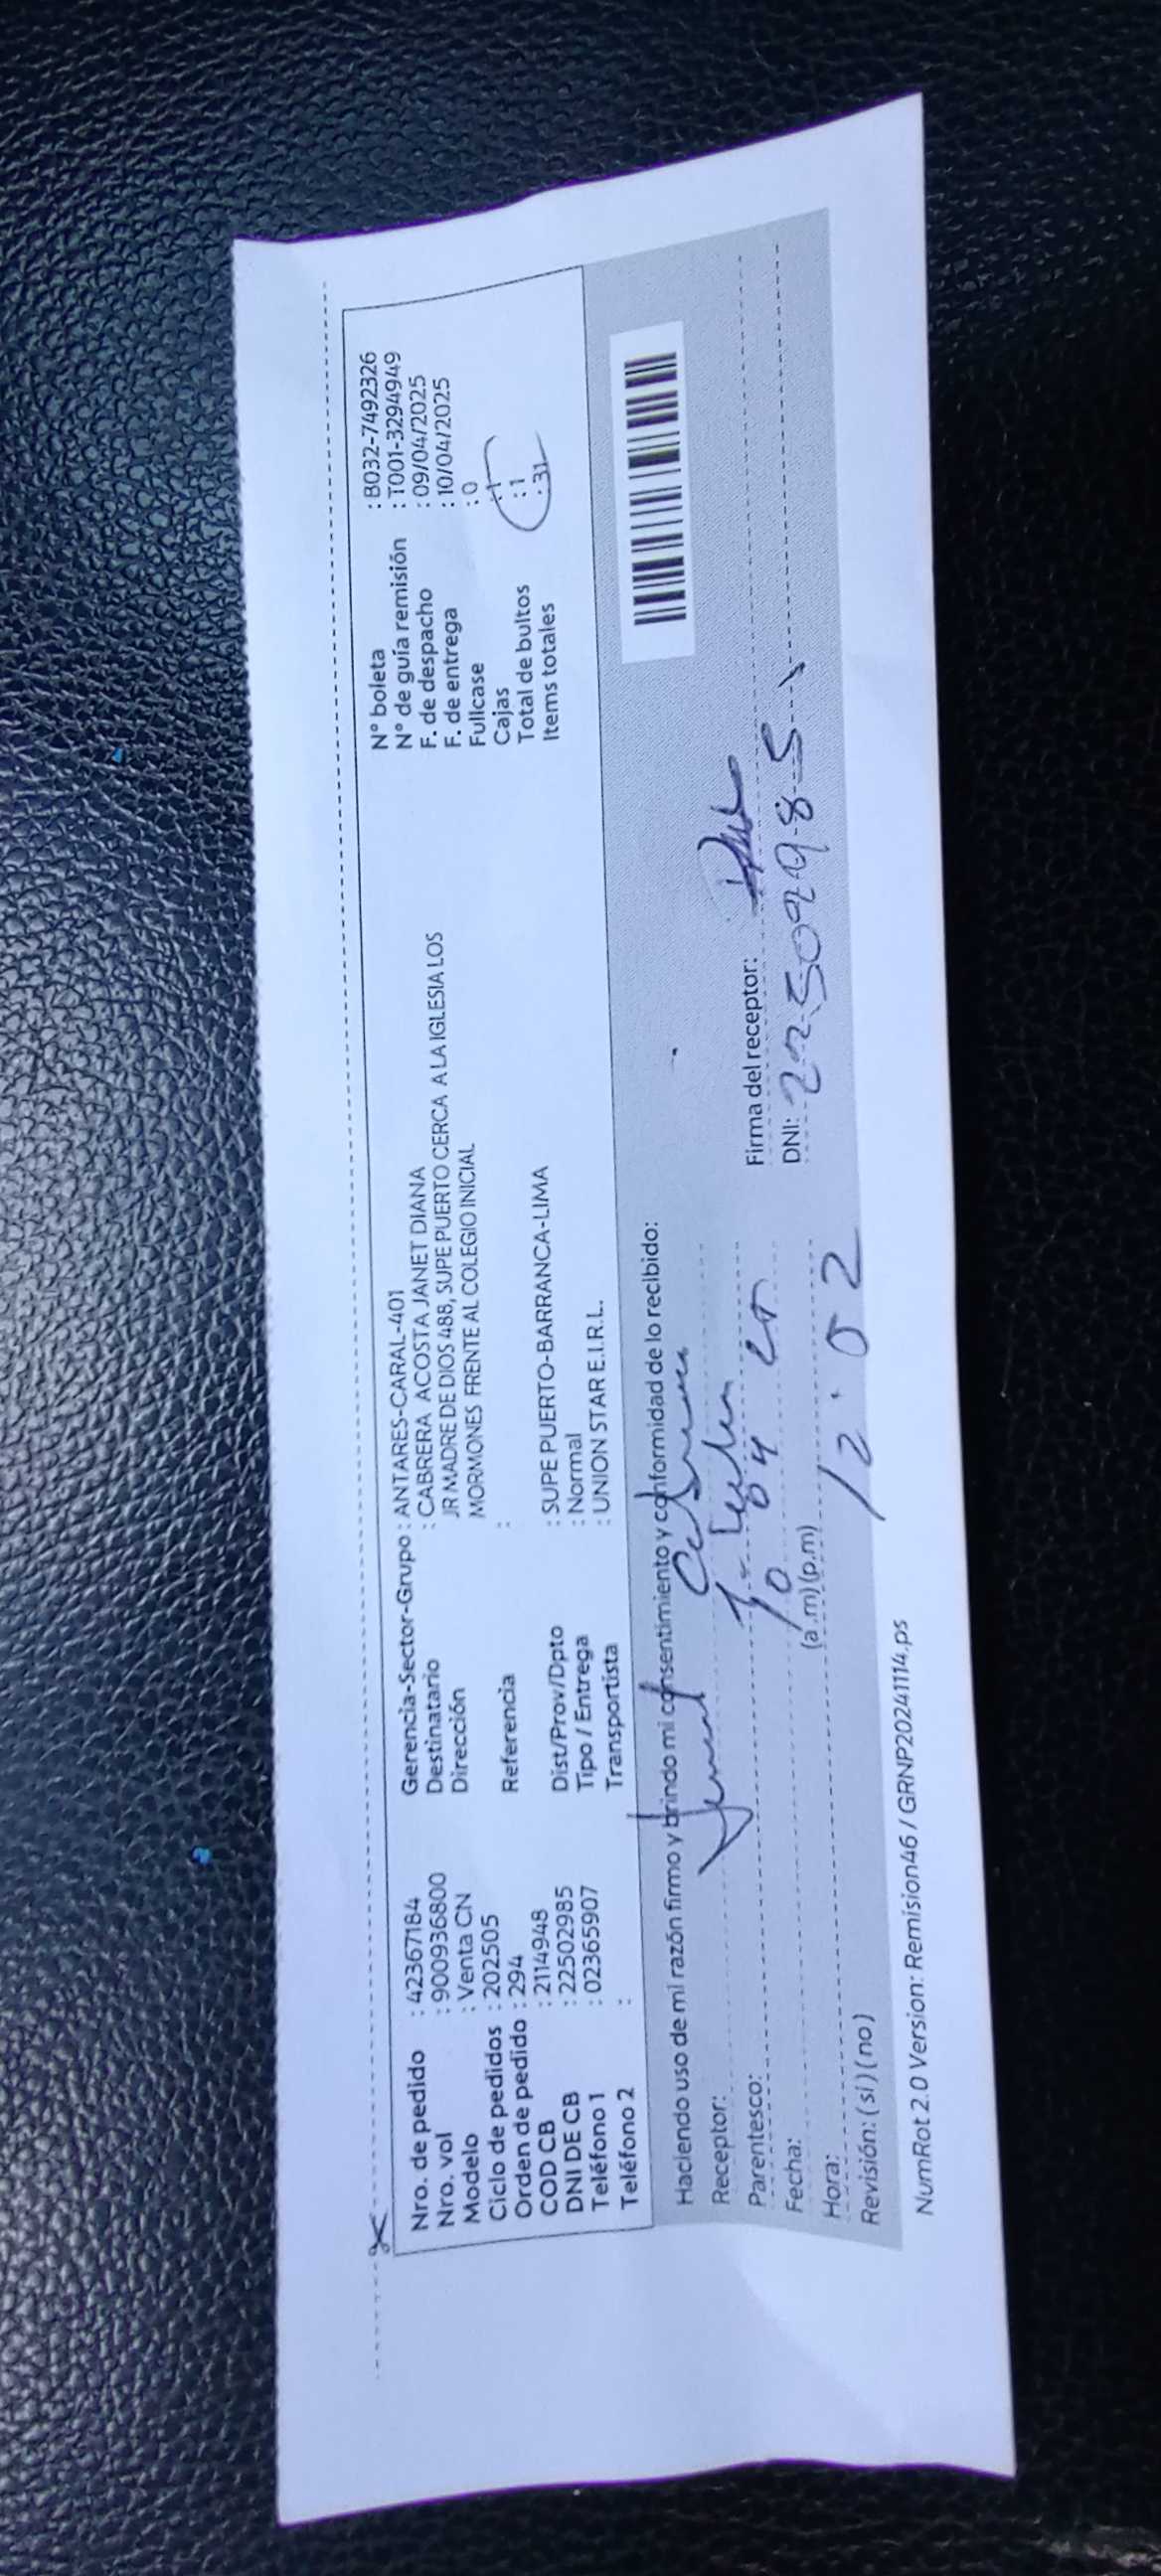 Nro. de pedido : 42367184
Nro. vol : 900936800
Modelo : Venta CN
Ciclo de pedidos : 202505
Orden de pedido : 294
COD CB : 2114948
DNI DE CB : 22502985
Teléfono 1 : 02365907
Teléfono 2 :
Gerencia-Sector-Grupo : ANTARES-CARAL-401
Destinatario : CABRERA ACOSTA JANET DIANA
Dirección JR MADRE DE DIOS 488, SUPE PUERTO CERCA A LA IGLESIA LOS
MORMONES FRENTE AL COLEGIO INICIAL
Referencia :
Dist/Prov/Dpto : SUPE PUERTO-BARRANCA-LIMA
Tipo / Entrega : Normal
Transportista : UNION STAR E.I.R.L.
N° boleta : B032-7492326
N° de guía remisión : T001-3294949
F. de despacho : 09/04/2025
F. de entrega : 10/04/2025
Fullcase : 0
Cajas : 1
Total de bultos : 1
Items totales : 31
Haciendo uso de mi razón firmo y brindo mi consentimiento y conformidad de lo recibido:
Receptor:
Parentesco:
Fecha: 10 04
Hora: (a.m) (p.m) 12.02
Revisión: ( si ) ( no )
Firma del receptor:
DNI:
NumRot 2.0 Version: Remision46 / GRNP20241114.ps